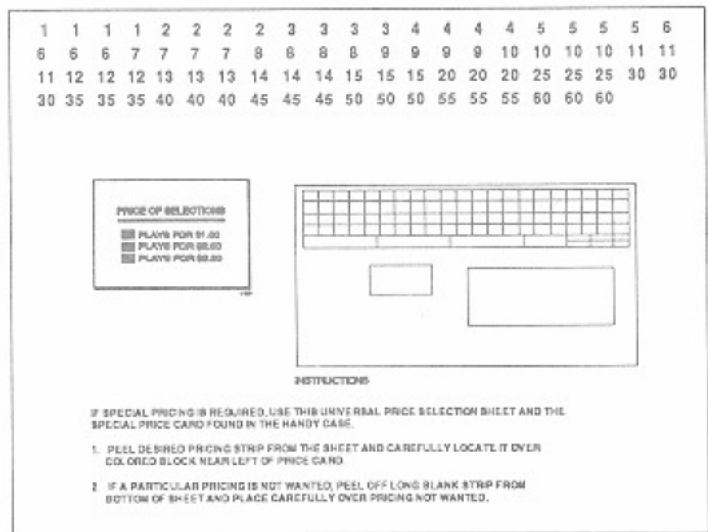 1 1 1 1 2 2 2 2 3 3 3 3 4 4 4 4 5 5 5 5 6
6 6 6 7 7 7 7 8 8 8 8 9 9 9 9 10 10 10 10 11 11
11 12 12 12 13 13 13 14 14 14 15 15 15 20 20 20 25 25 25 30 30
30 35 35 35 40 40 40 45 45 45 50 50 50 55 55 55 60 60 60
PRICE OF SELECTIONS
PLAYS FOR $1.00
PLAYS FOR
PLAYS FOR
INSTRUCTIONS
IF SPECIAL PRICING IS REQUIRED, USE THIS UNIVERSAL PRICE SELECTION SHEET AND THE
SPECIAL PRICE CARD FOUND IN THE HANDY CASE.
1. PEEL DESIRED PRICING STRIP FROM THE SHEET AND CAREFULLY LOCATE IT OVER
COLORED BLOCK NEAR LEFT OF PRICE CARD.
2 IF A PARTICULAR PRICING IS NOT WANTED, PEEL OFF LONG BLANK STRIP FROM
BOTTOM OF SHEET AND PLACE CAREFULLY OVER PRICING NOT WANTED.